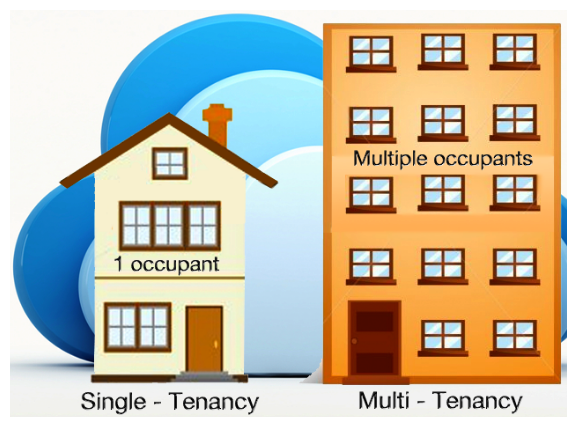 Multiple occupants
1 occupant
Single - Tenancy
Multi - Tenancy